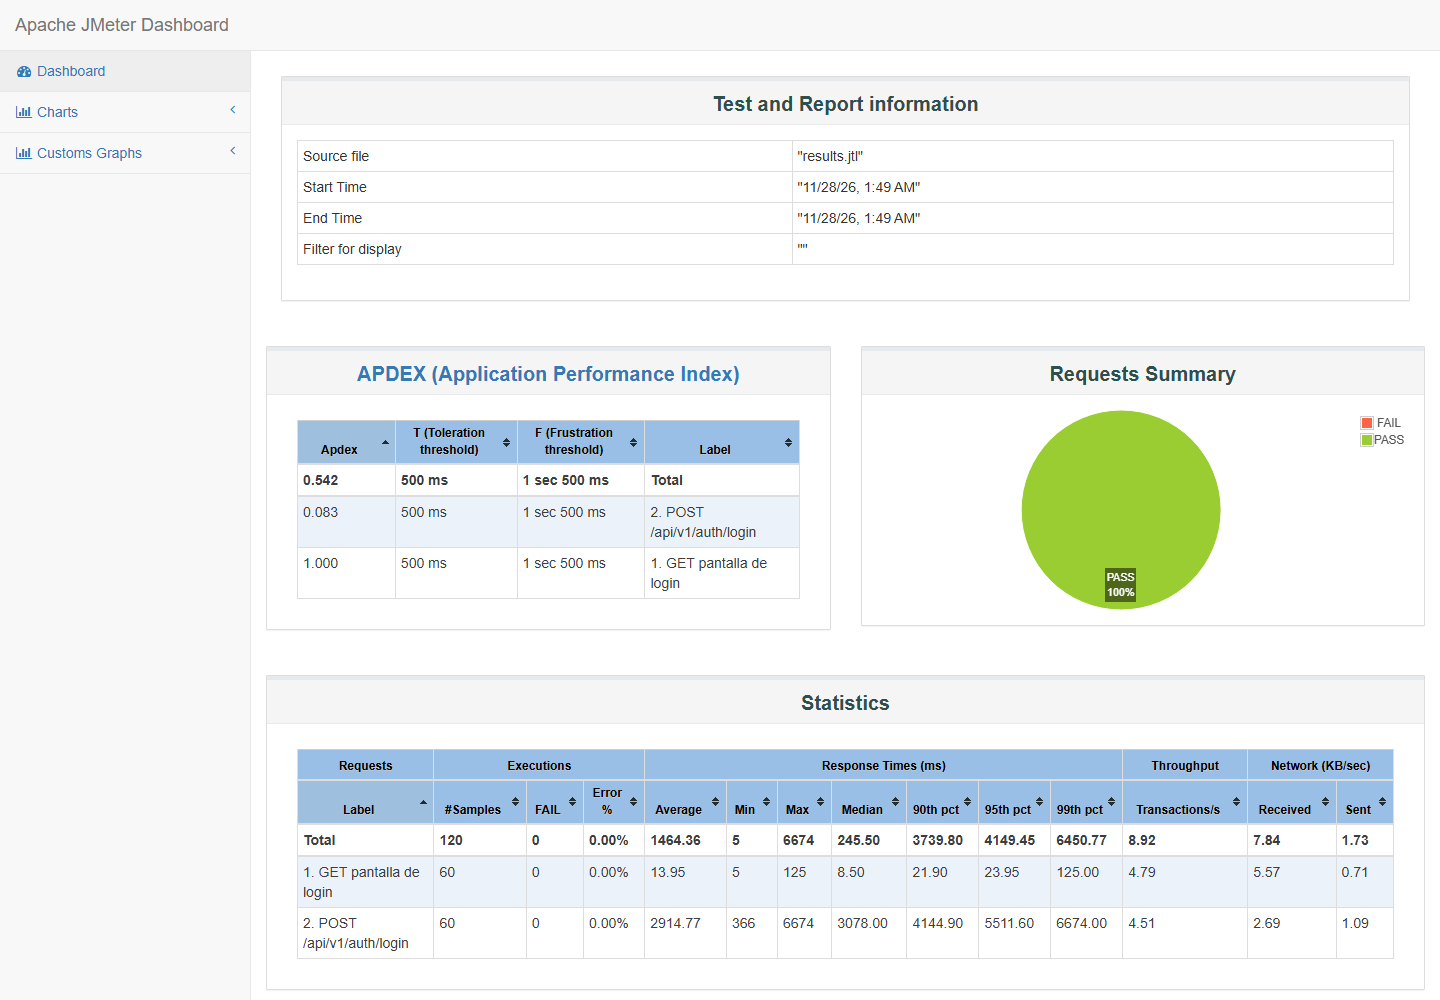 Apache JMeter Dashboard
Dashboard
Charts
Customs Graphs
Test and Report information
Source file "results.jtl"
Start Time "11/28/26, 1:49 AM"
End Time "11/28/26, 1:49 AM"
Filter for display ""
APDEX (Application Performance Index)
Apdex T (Toleration threshold) F (Frustration threshold) Label
0.542 500 ms 1 sec 500 ms Total
0.083 500 ms 1 sec 500 ms 2. POST
/api/v1/auth/login
1.000 500 ms 1 sec 500 ms 1. GET pantalla de
login
Requests Summary
FAIL
PASS
PASS
100%
Statistics
Requests Executions Response Times (ms) Throughput Network (KB/sec)
Label #Samples FAIL Error % Average Min Max Median 90th pct 95th pct 99th pct Transactions/s Received Sent
Total 120 0 0.00% 1464.36 5 6674 245.50 3739.80 4149.45 6450.77 8.92 7.84 1.73
1. GET pantalla de 60 0 0.00% 13.95 5 125 8.50 21.90 23.95 125.00 4.79 5.57 0.71
login
2. POST 60 0 0.00% 2914.77 366 6674 3078.00 4144.90 5511.60 6674.00 4.51 2.69 1.09
/api/v1/auth/login